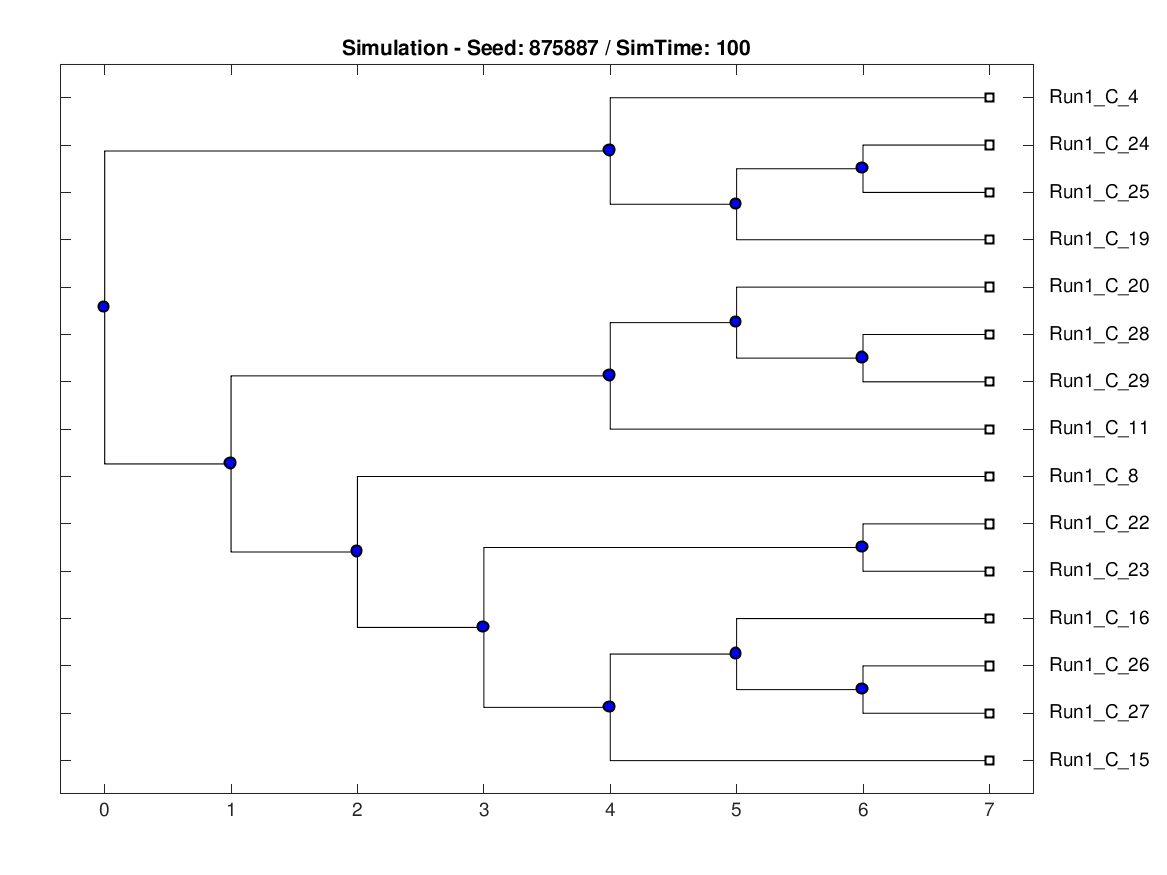 Simulation - Seed: 875887 / SimTime: 100
Run1_C_4
Run1_C_24
Run1_C_25
Run1_C_19
Run1_C_20
Run1_C_28
Run1_C_29
Run1_C_11
Run1_C_8
Run1_C_22
Run1_C_23
Run1_C_16
Run1_C_26
Run1_C_27
Run1_C_15
0 1 2 3 4 5 6 7